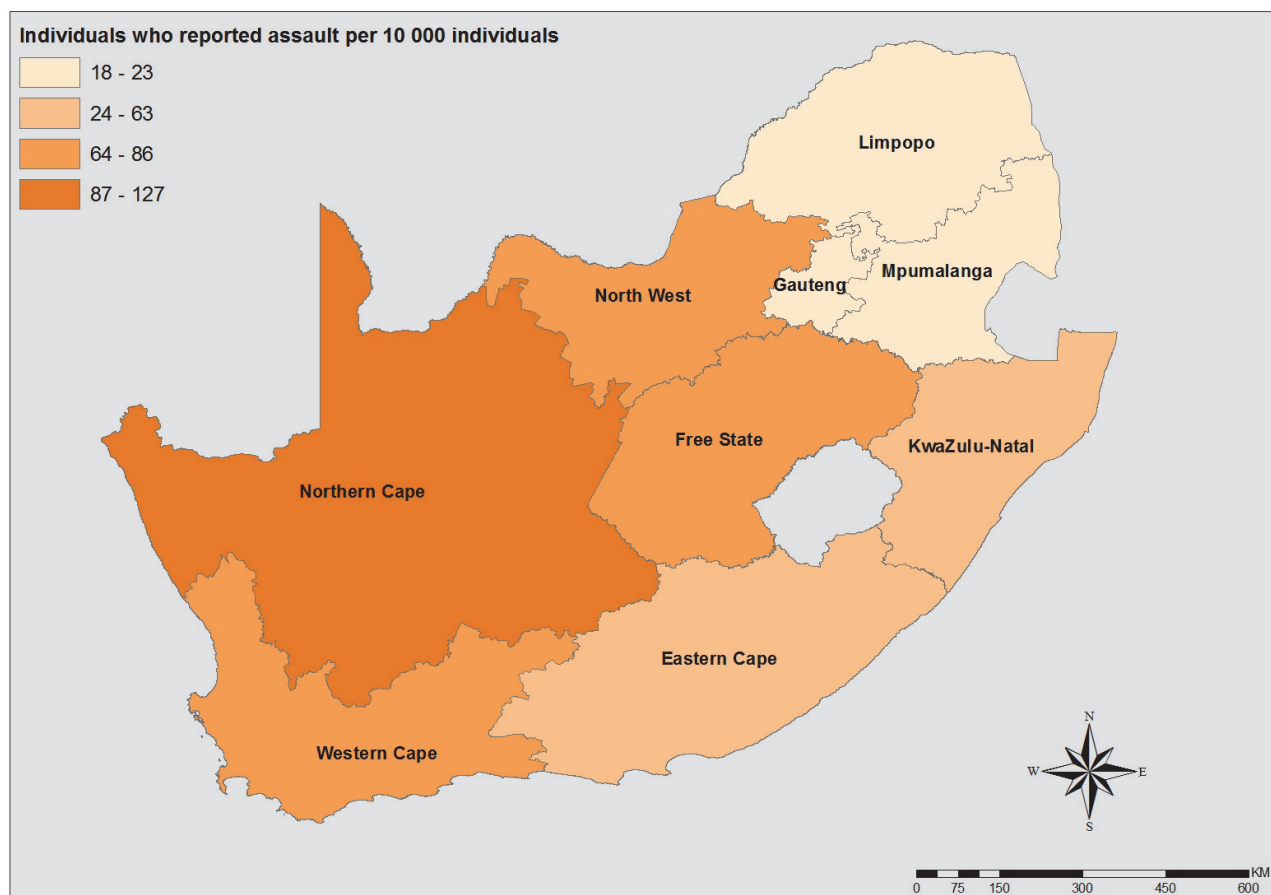 Individuals who reported assault per 10 000 individuals
18 - 23
24 - 63
64 - 86
87 - 127
Limpopo
Mpumalanga
Gauteng
North West
Free State
KwaZulu-Natal
Northern Cape
Eastern Cape
Western Cape
N
W E
S
KM
0 75 150 300 450 600